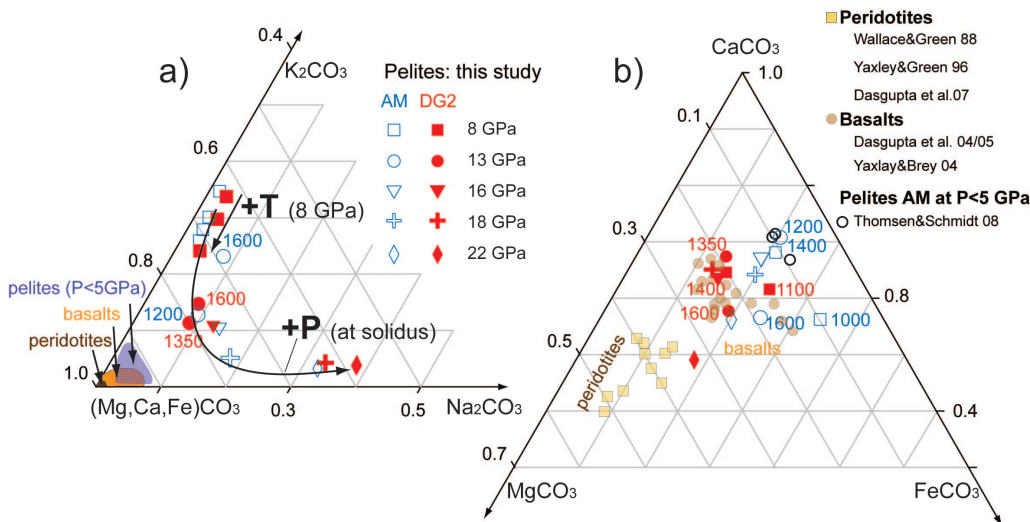 a)
0.4
K₂CO₃
0.6
0.8
1.0
(Mg,Ca,Fe)CO₃
0.3
0.5
Na₂CO₃
Pelites: this study
AM DG2
8 GPa
13 GPa
16 GPa
18 GPa
22 GPa
+T (8 GPa)
1600
1600
1200
1350
+P (at solidus)
pelites (P<5GPa)
basalts
peridotites
b)
CaCO₃
1.0
0.1
0.3
0.5
0.7
MgCO₃
0.8
0.4
FeCO₃
1200
1350
1400
1400
1100
1600
1600
1000
basalts
peridotites
Peridotites
Wallace&Green 88
Yaxley&Green 96
Dasgupta et al.07
Basalts
Dasgupta et al. 04/05
Yaxlay&Brey 04
Pelites AM at P<5 GPa
Thomsen&Schmidt 08